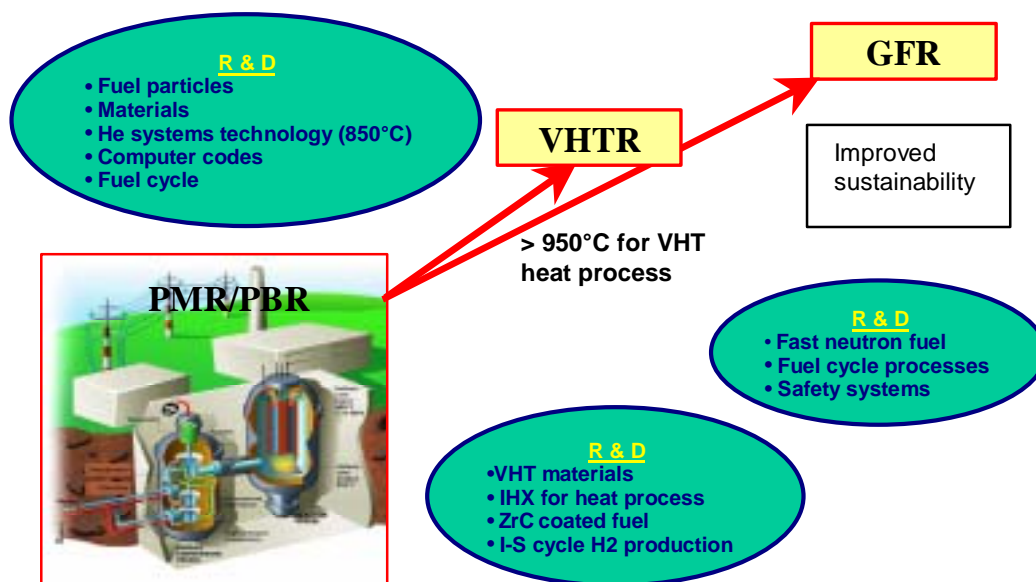 R & D
• Fuel particles
• Materials
• He systems technology (850°C)
• Computer codes
• Fuel cycle
GFR
VHTR
Improved
sustainability
> 950°C for VHT
heat process
PMR/PBR
R & D
• Fast neutron fuel
• Fuel cycle processes
• Safety systems
R & D
•VHT materials
• IHX for heat process
• ZrC coated fuel
• I-S cycle H2 production